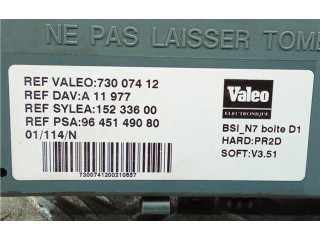 NE PAS LAISSER TOMB
REF VALEO:730 074 12
REF DAV:A 11 977
REF SYLEA:152 336 00
REF PSA:96 451 490 80
01/114/N
Valeo
ELECTRONIQUE
BSI_N7 boite D1
HARD:PR2D
SOFT:V3.51
7300741200210657